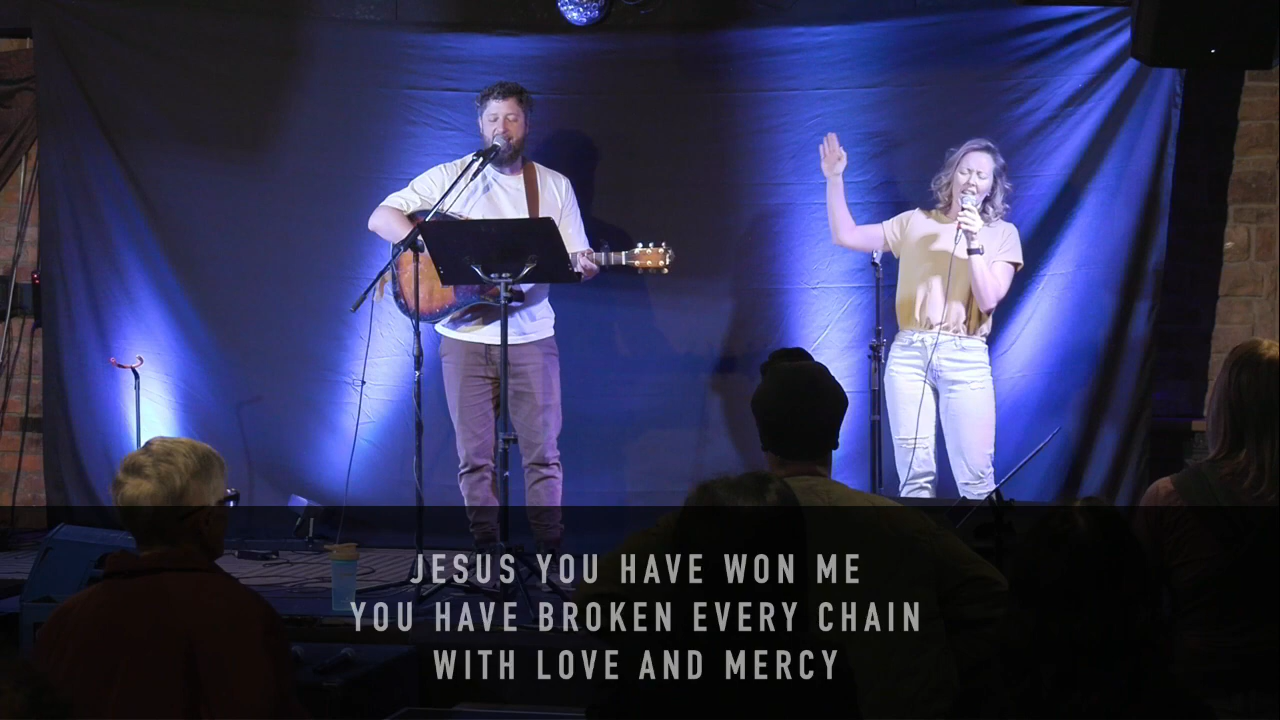 JESUS YOU HAVE WON ME
YOU HAVE BROKEN EVERY CHAIN
WITH LOVE AND MERCY